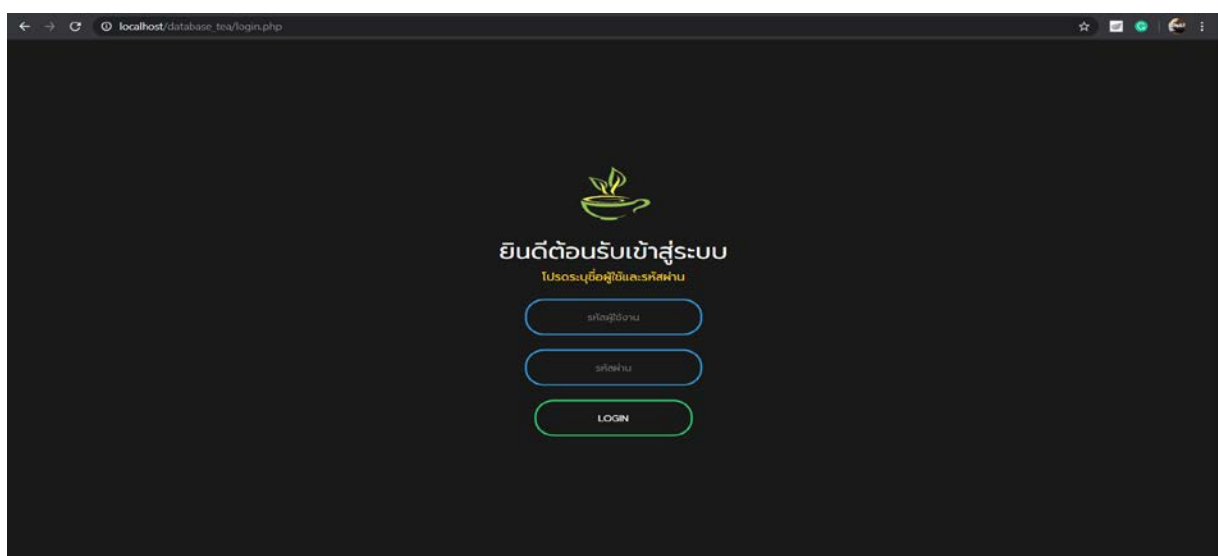 localhost/database_tea/login.php
ยินดีต้อนรับเข้าสู่ระบบ
โปรดระบุชื่อผู้ใช้และรหัสผ่าน
รหัสผู้ใช้งาน
รหัสผ่าน
LOGIN